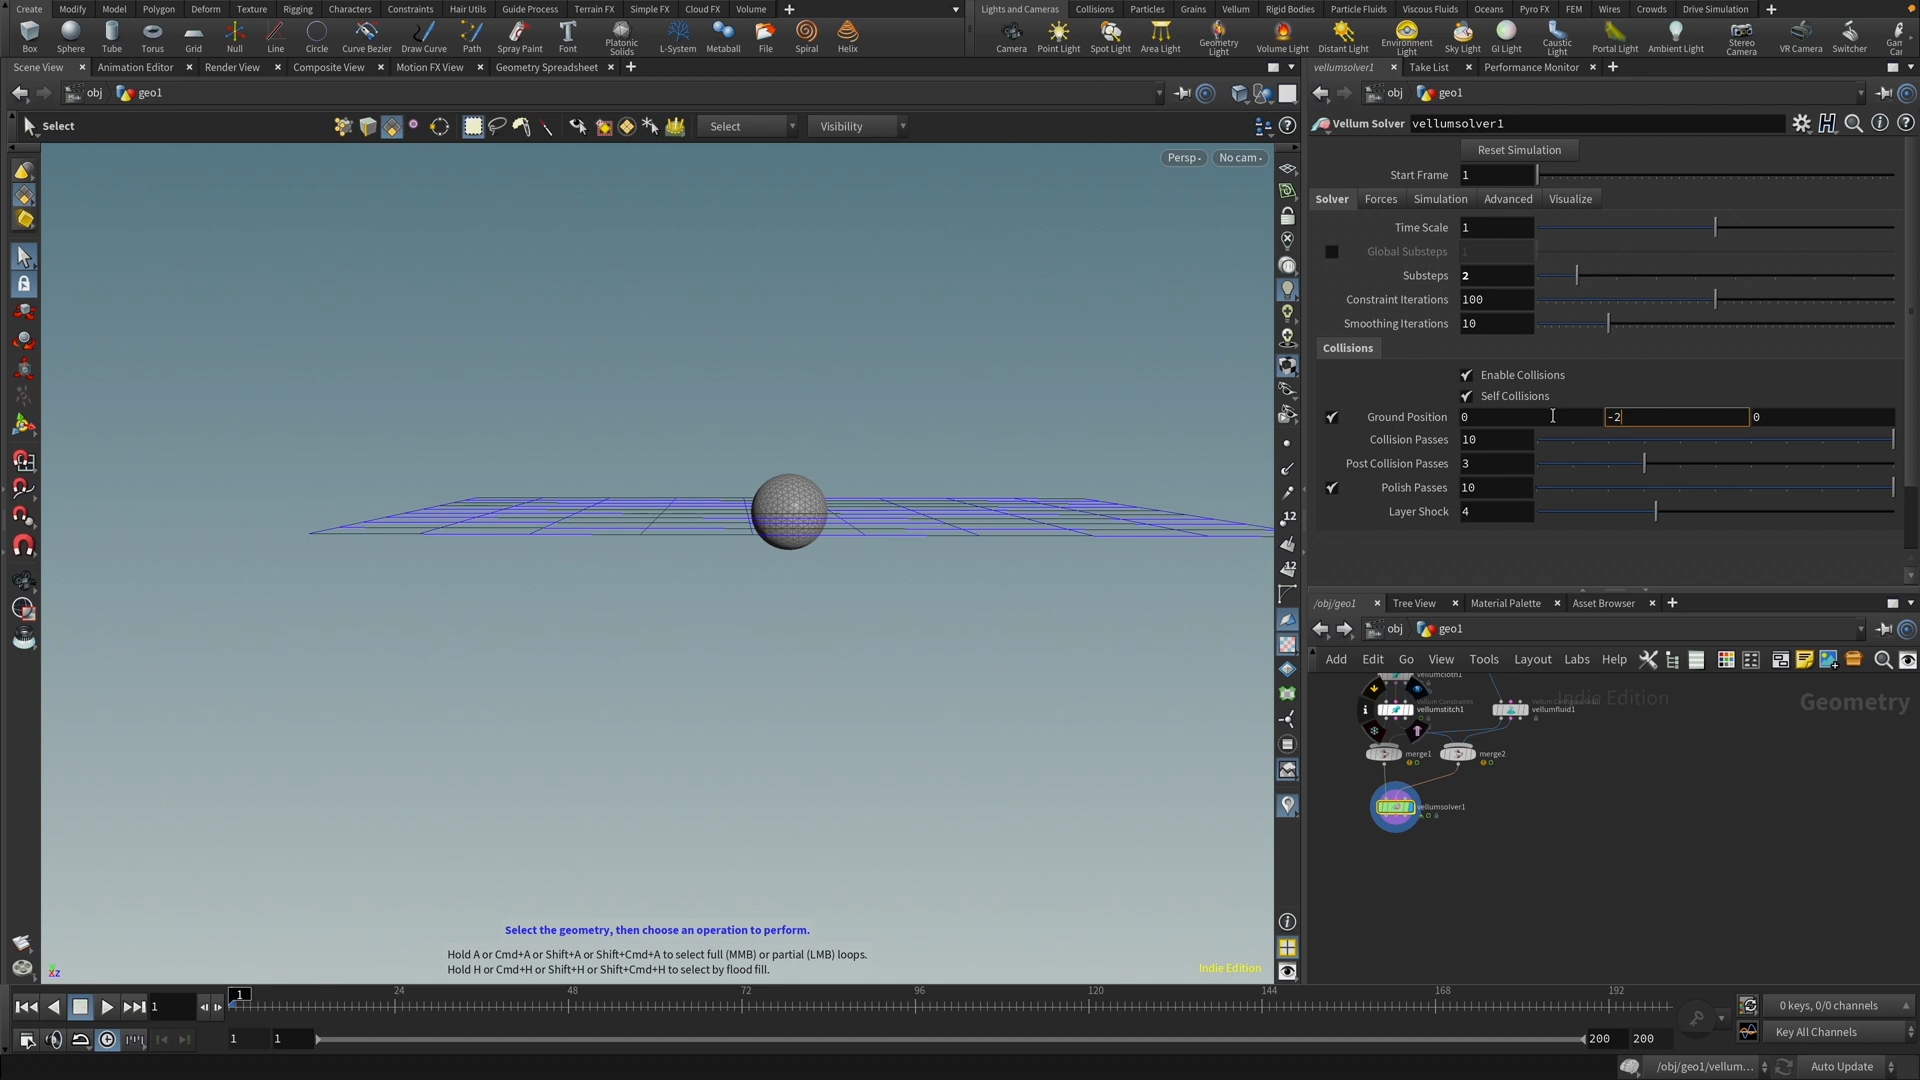 Create Modify Model Polygon Deform Texture Rigging Characters Constraints Hair Utils Guide Process Terrain FX Simple FX Cloud FX Volume
Lights and Cameras Collisions Particles Grains Vellum Rigid Bodies Particle Fluids Viscous Fluids Oceans Pyro FX FEM Wires Crowds Drive Simulation
Box Sphere Tube Torus Grid Null Line Circle Curve Bezier Draw Curve Path Spray Paint Font Platonic Solids L-System Metaball File Spiral Helix
Camera Point Light Spot Light Area Light Geometry Light Volume Light Distant Light Environment Light Sky Light GI Light Caustic Light Portal Light Ambient Light Stereo Camera VR Camera Switcher
Scene View Animation Editor Render View Composite View Motion FX View Geometry Spreadsheet
vellumsolver1 Take List Performance Monitor
obj geo1
obj geo1
Select
Select Visibility
Vellum Solver vellumsolver1
Persp No cam
Reset Simulation
Start Frame 1
Solver Forces Simulation Advanced Visualize
Time Scale 1
Global Substeps 1
Substeps 2
Constraint Iterations 100
Smoothing Iterations 10
Collisions
Enable Collisions
Self Collisions
Ground Position 0 -2 0
Collision Passes 10
Post Collision Passes 3
Polish Passes 10
Layer Shock 4
12
12
/obj/geo1 Tree View Material Palette Asset Browser
obj geo1
Add Edit Go View Tools Layout Labs Help
Indie Edition
Geometry
vellumcloth1
Vellum Constraints
vellumstitch1
vellumfluid1
merge1 merge2
vellumsolver1
Select the geometry, then choose an operation to perform.
Hold A or Cmd+A or Shift+A or Shift+Cmd+A to select full (MMB) or partial (LMB) loops.
Hold H or Cmd+H or Shift+H or Shift+Cmd+H to select by flood fill.
Indie Edition
xz
1
1 24 48 72 96 120 144 168 192
0 keys, 0/0 channels
1 1 200 200
Key All Channels
/obj/geo1/vellum... Auto Update